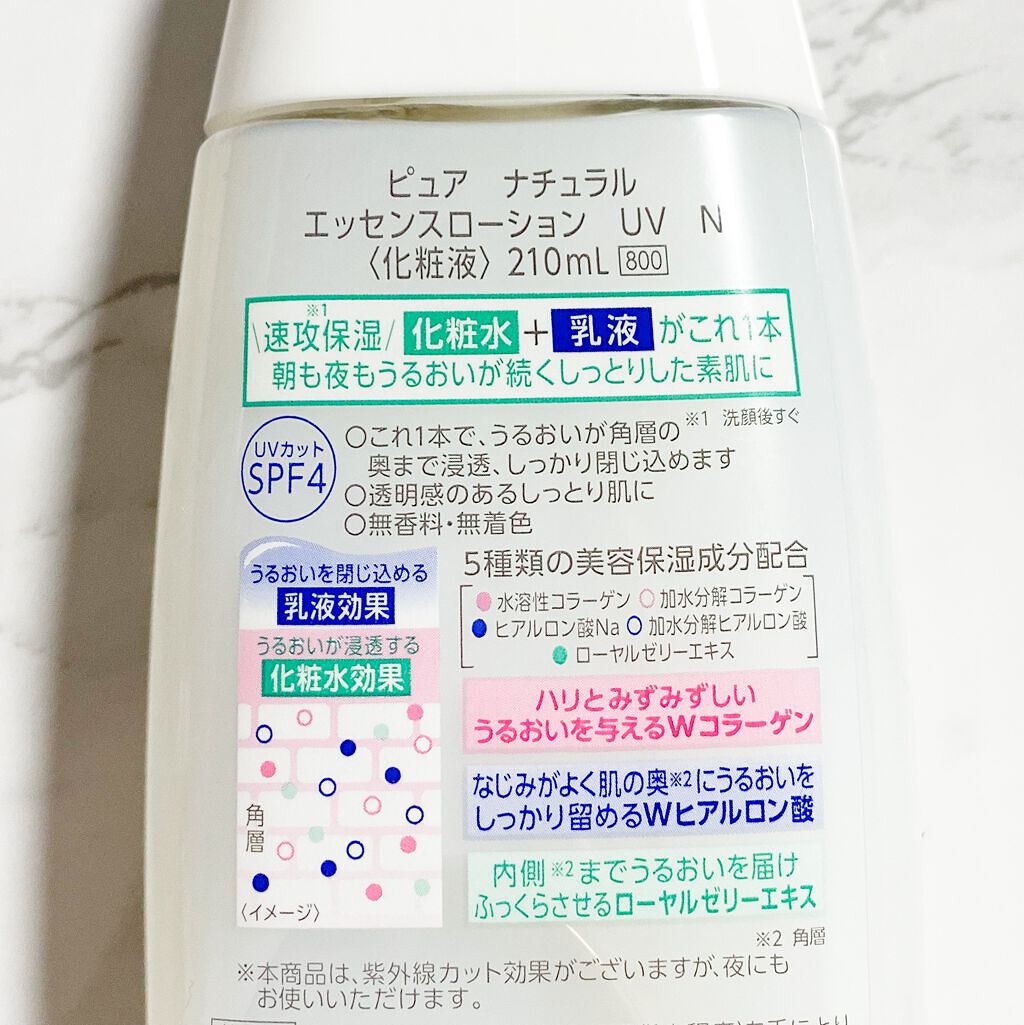 ピュア ナチュラル
エッセンスローション UV N
〈化粧液〉210mL 800
※1
\速攻保湿/ 化粧水+乳液がこれ1本
朝も夜もうるおいが続くしっとりした素肌に
※1 洗顔後すぐ
UVカット
SPF4
○これ1本で、うるおいが角層の
奥まで浸透、しっかり閉じ込めます
○透明感のあるしっとり肌に
○無香料・無着色
うるおいを閉じ込める
乳液効果
うるおいが浸透する
化粧水効果
角層
〈イメージ〉
5種類の美容保湿成分配合
水溶性コラーゲン 加水分解コラーゲン
ヒアルロン酸Na 加水分解ヒアルロン酸
ローヤルゼリーエキス
ハリとみずみずしい
うるおいを与えるWコラーゲン
なじみがよく肌の奥※2にうるおいを
しっかり留めるWヒアルロン酸
内側※2までうるおいを届け
ふっくらさせるローヤルゼリーエキス
※2 角層
※本商品は、紫外線カット効果がございますが、夜にも
お使いいただけます。